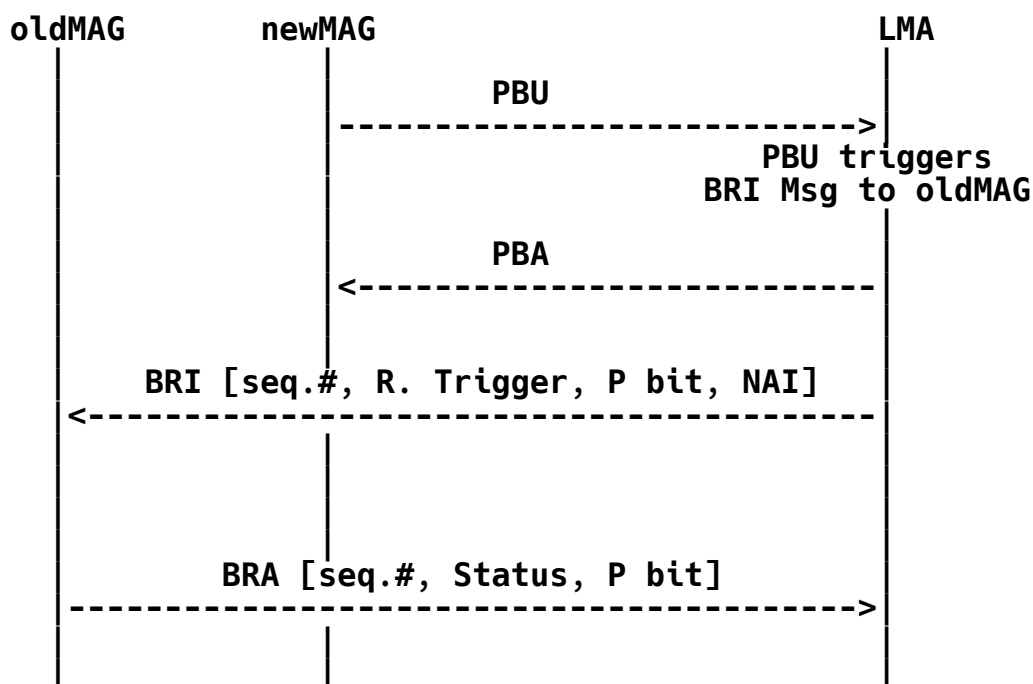 oldMAG newMAG LMA
PBU
PBU triggers
BRI Msg to oldMAG
PBA
BRI [seq.#, R. Trigger, P bit, NAI]
BRA [seq.#, Status, P bit]